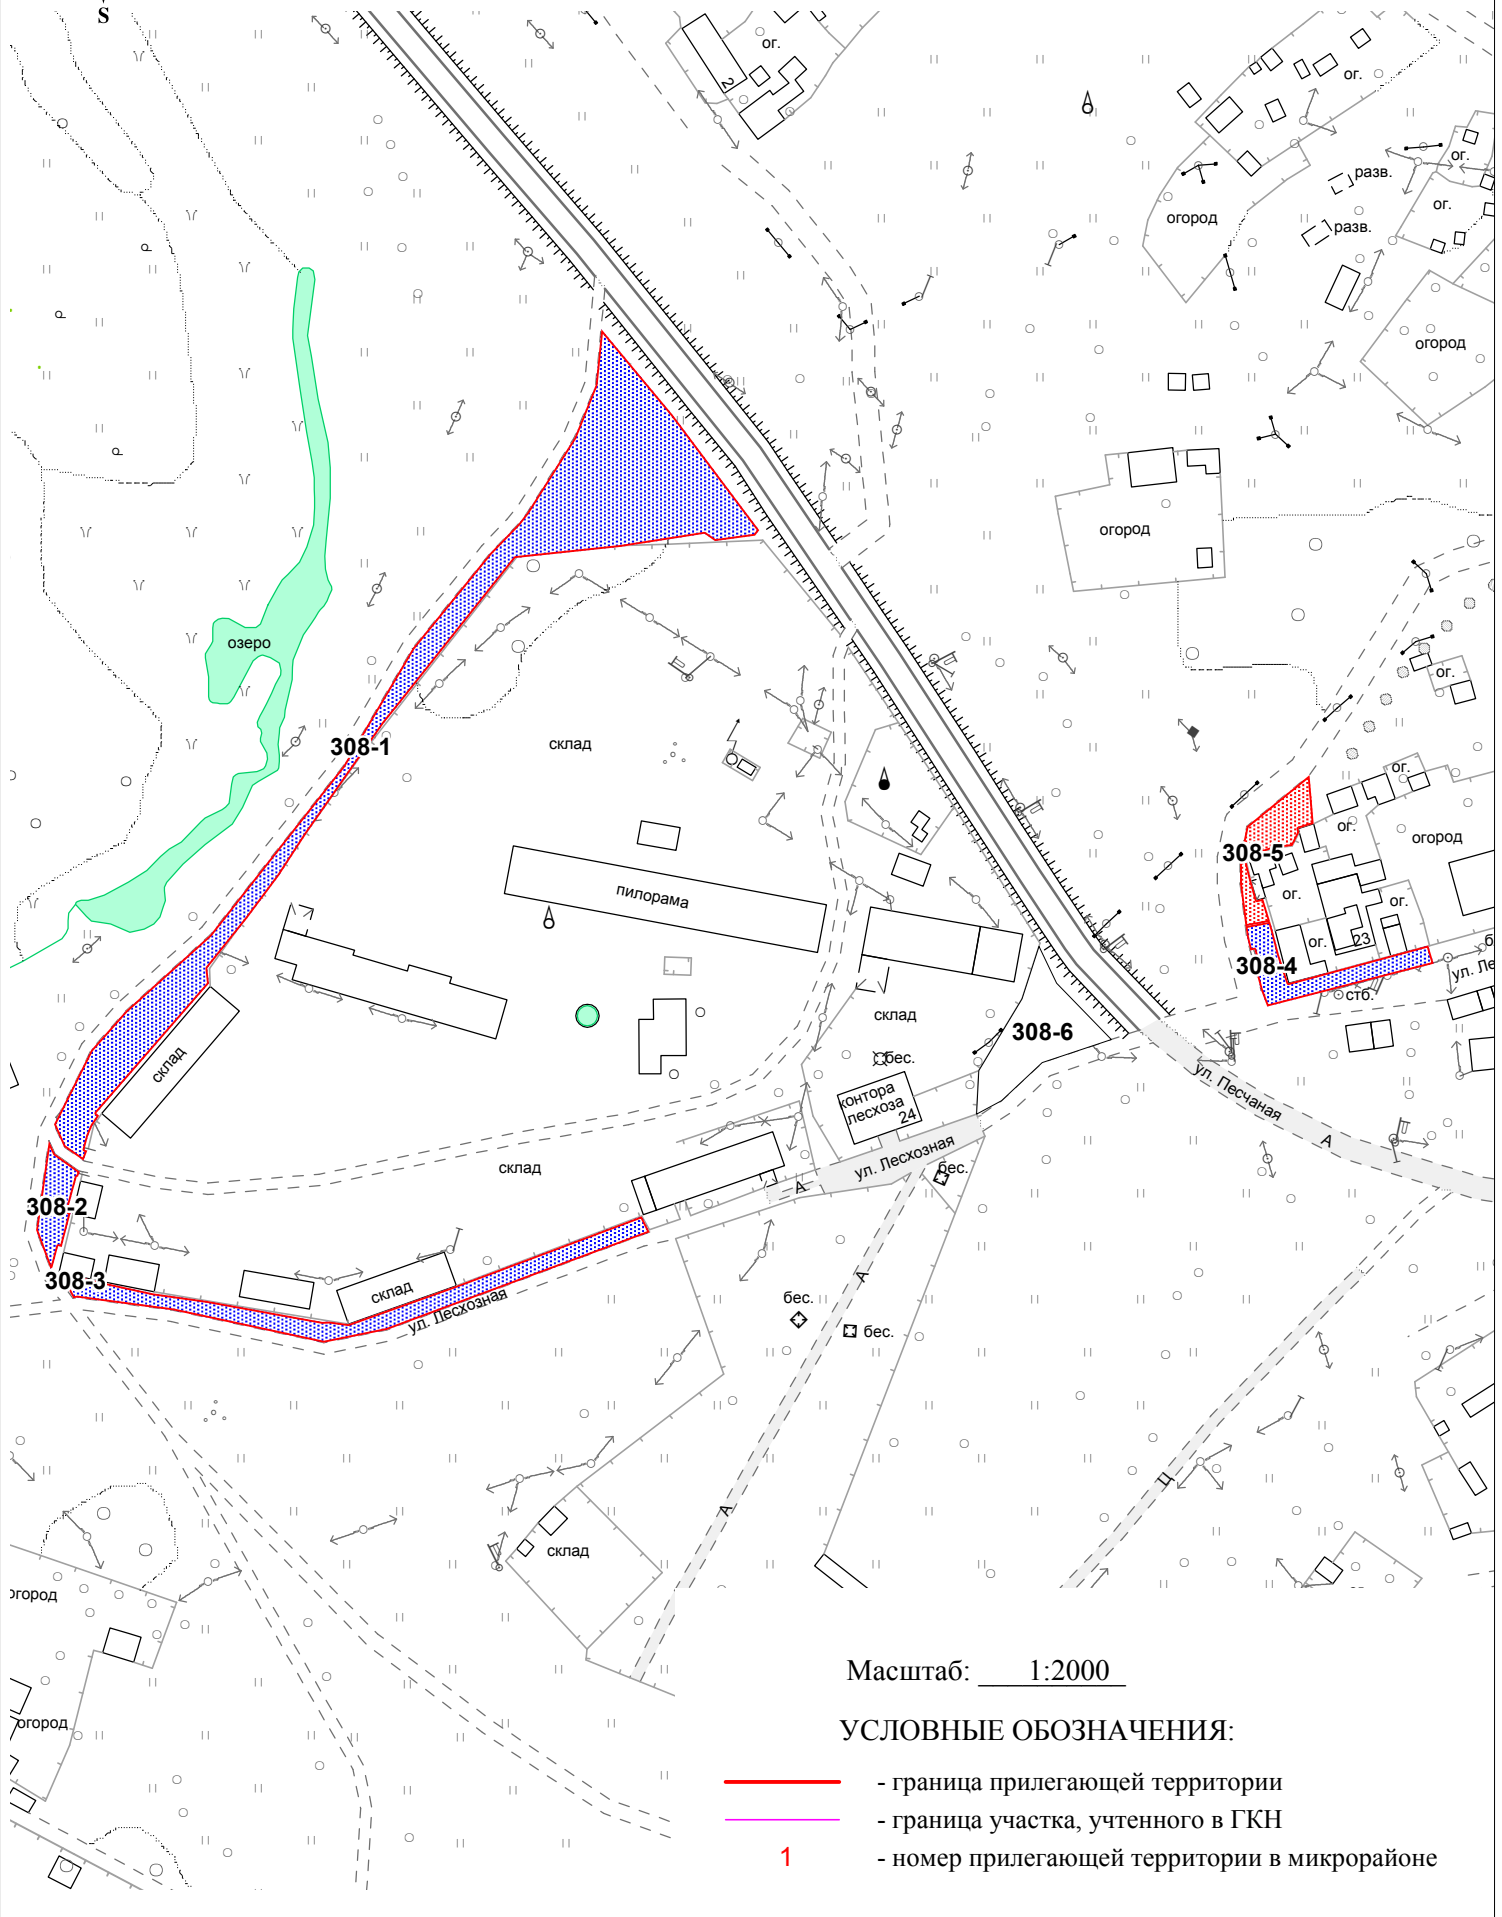 S
ог.
2
ог.
ог.
разв.
ог.
огород
разв.
огород
огород
озеро
ог.
308-1
склад
ог.
ог.
огород
308-5
пилорама
ог.
ог.
ог.
23
308-4
ул. Ле
стб.
склад
308-6
бес.
склад
контора
лесхоза
24
ул. Песчаная
А
ул. Лесхозная
склад
бес.
А
308-2
308-3
склад
ул. Лесхозная
А
бес.
бес.
А
Ц
склад
огород
огород
Масштаб: 1:2000
УСЛОВНЫЕ ОБОЗНАЧЕНИЯ:
- граница прилегающей территории
- граница участка, учтенного в ГКН
1 - номер прилегающей территории в микрорайоне